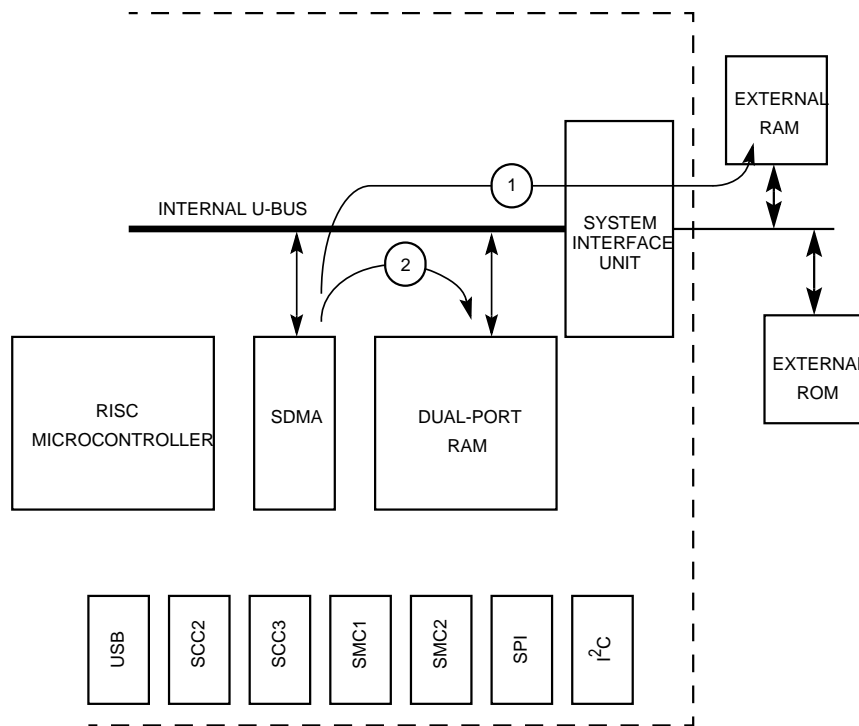 EXTERNAL
RAM
1
INTERNAL U-BUS
SYSTEM
INTERFACE
UNIT
2
EXTERNAL
ROM
RISC
MICROCONTROLLER
SDMA
DUAL-PORT
RAM
USB
SCC2
SCC3
SMC1
SMC2
SPI
I²C